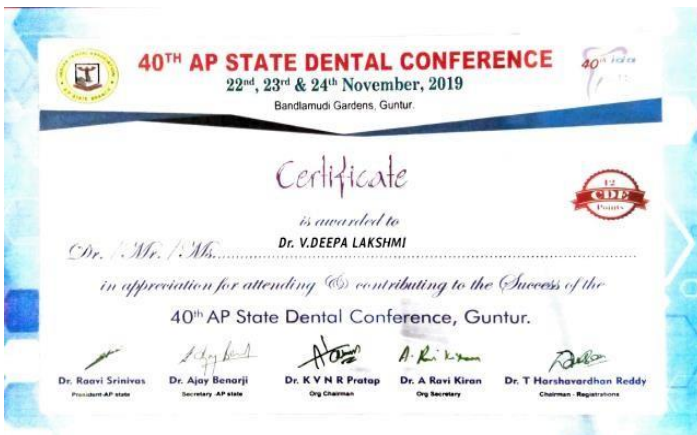 40TH AP STATE DENTAL CONFERENCE
22nd, 23rd & 24th November, 2019
Bandlamudi Gardens, Guntur.
40th
Certificate
12
CDE
Points
is awarded to
Dr. V.DEEPA LAKSHMI
Dr. / Mr. / Ms.
in appreciation for attending & contributing to the Success of the
40th AP State Dental Conference, Guntur.
Dr. Raavi Srinivas
Dr. Ajay Benarji
Dr. K V N R Pratap
Dr. A Ravi Kiran
Dr. T Harshavardhan Reddy
President-AP state
Secretary -AP state
Org Chairman
Org Secretary
Chairman - Registrations